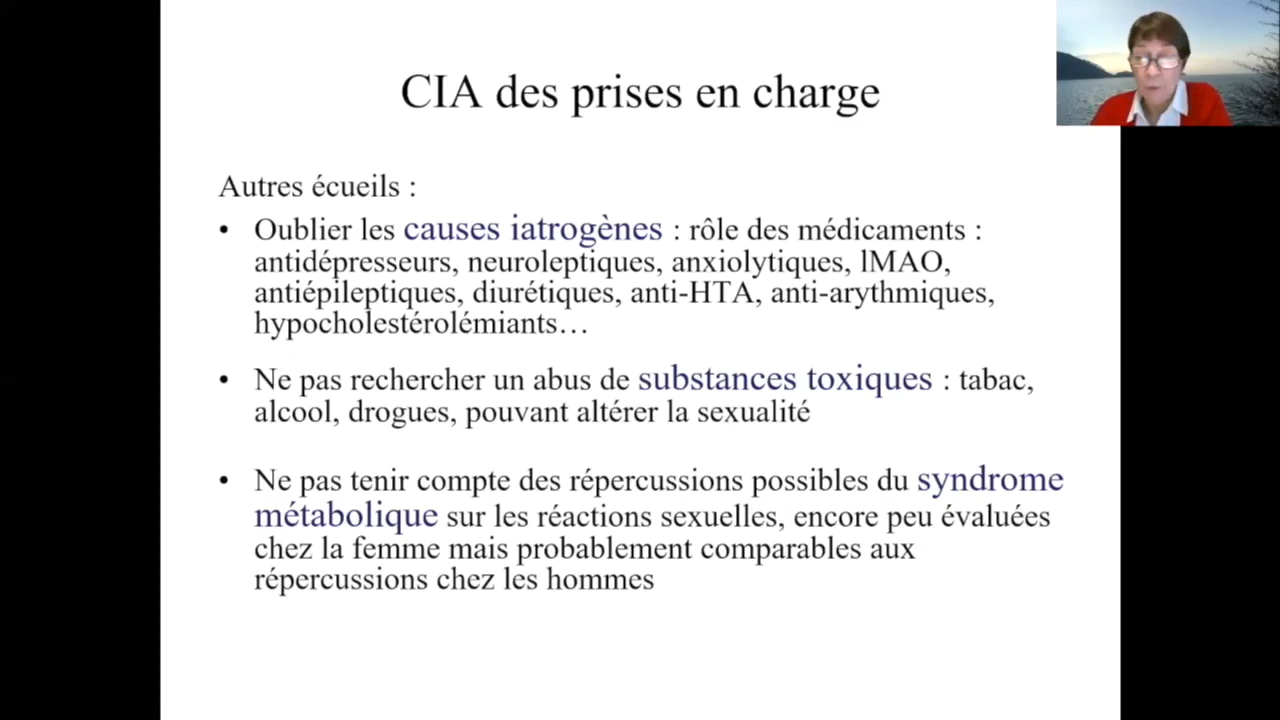 CIA des prises en charge
Autres écueils :
• Oublier les causes iatrogènes : rôle des médicaments :
antidépresseurs, neuroleptiques, anxiolytiques, lMAO,
antiépileptiques, diurétiques, anti-HTA, anti-arythmiques,
hypocholestérolémiants…
• Ne pas rechercher un abus de substances toxiques : tabac,
alcool, drogues, pouvant altérer la sexualité
• Ne pas tenir compte des répercussions possibles du syndrome
métabolique sur les réactions sexuelles, encore peu évaluées
chez la femme mais probablement comparables aux
répercussions chez les hommes